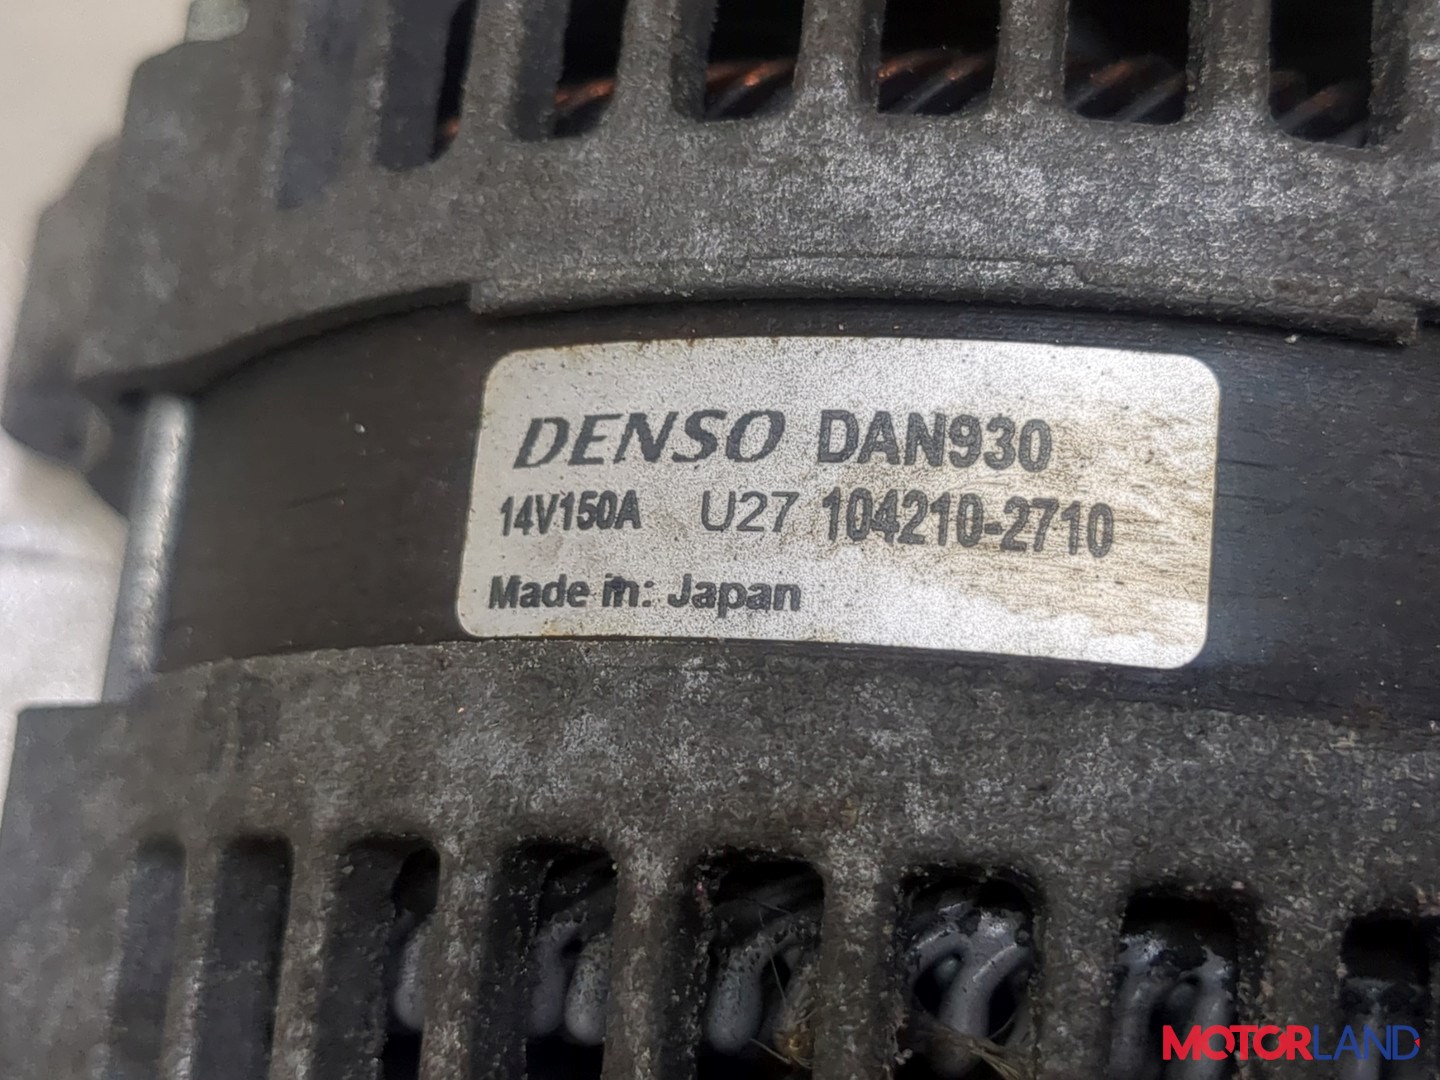 DENSO DAN930
14V150A U27 104210-2710
Made in: Japan
MOTORLAND